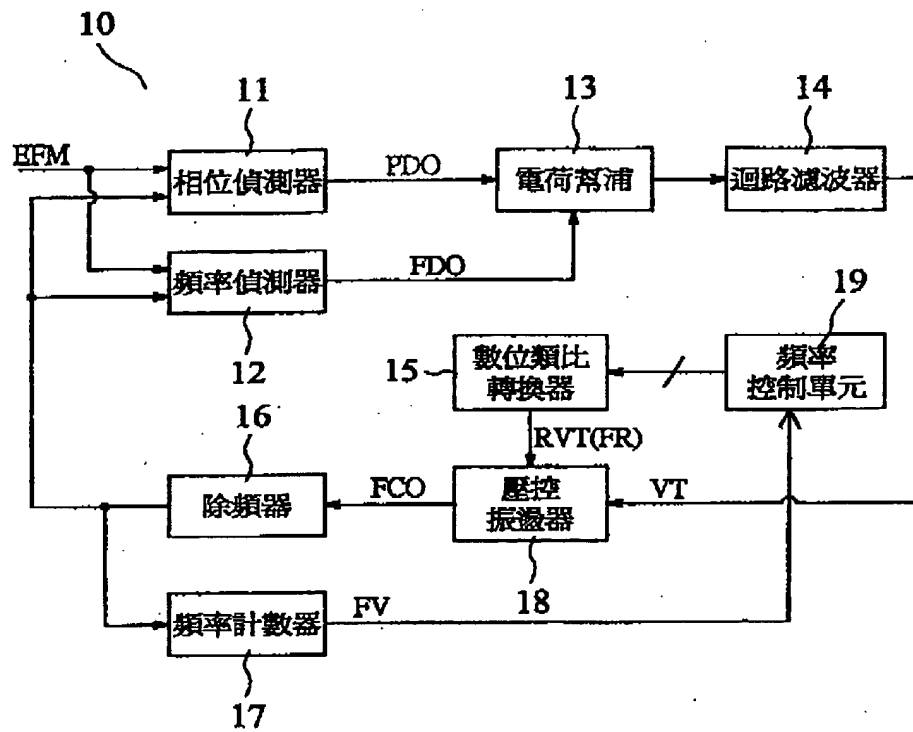 10
11
13
14
EFM
相位偵測器
PDO
電荷幫浦
迴路濾波器
頻率偵測器
FDO
12
19
15
數位類比
轉換器
頻率
控制單元
16
RVT(FR)
除頻器
FCO
壓控
振盪器
VT
18
頻率計數器
FV
17